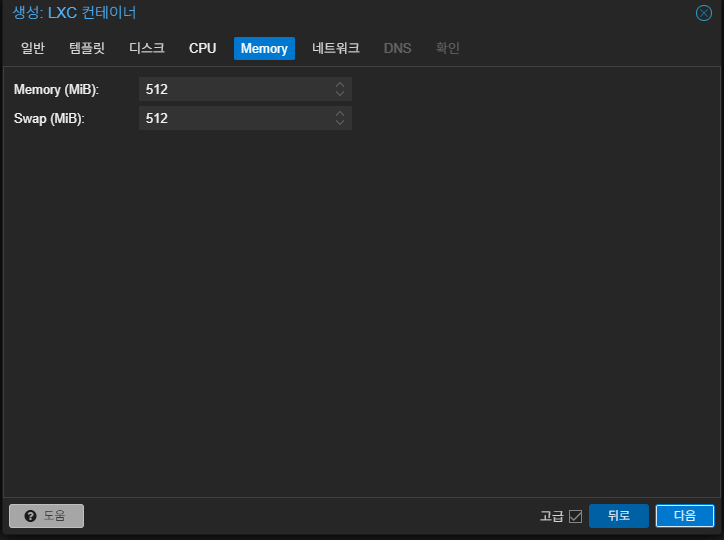 생성: LXC 컨테이너
일반 템플릿 디스크 CPU Memory 네트워크 DNS 확인
Memory (MiB): 512
Swap (MiB): 512
도움 고급 뒤로 다음